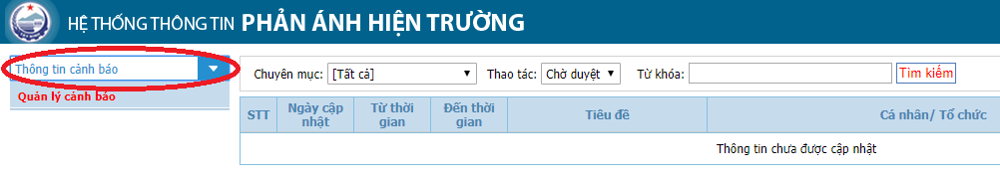 HỆ THỐNG THÔNG TIN PHẢN ÁNH HIỆN TRƯỜNG
Thông tin cảnh báo
Quản lý cảnh báo
Chuyên mục: [Tất cả] Thao tác: Chờ duyệt Từ khóa: Tìm kiếm
STT Ngày cập nhật Từ thời gian Đến thời gian Tiêu đề Cá nhân/ Tổ chức
Thông tin chưa được cập nhật